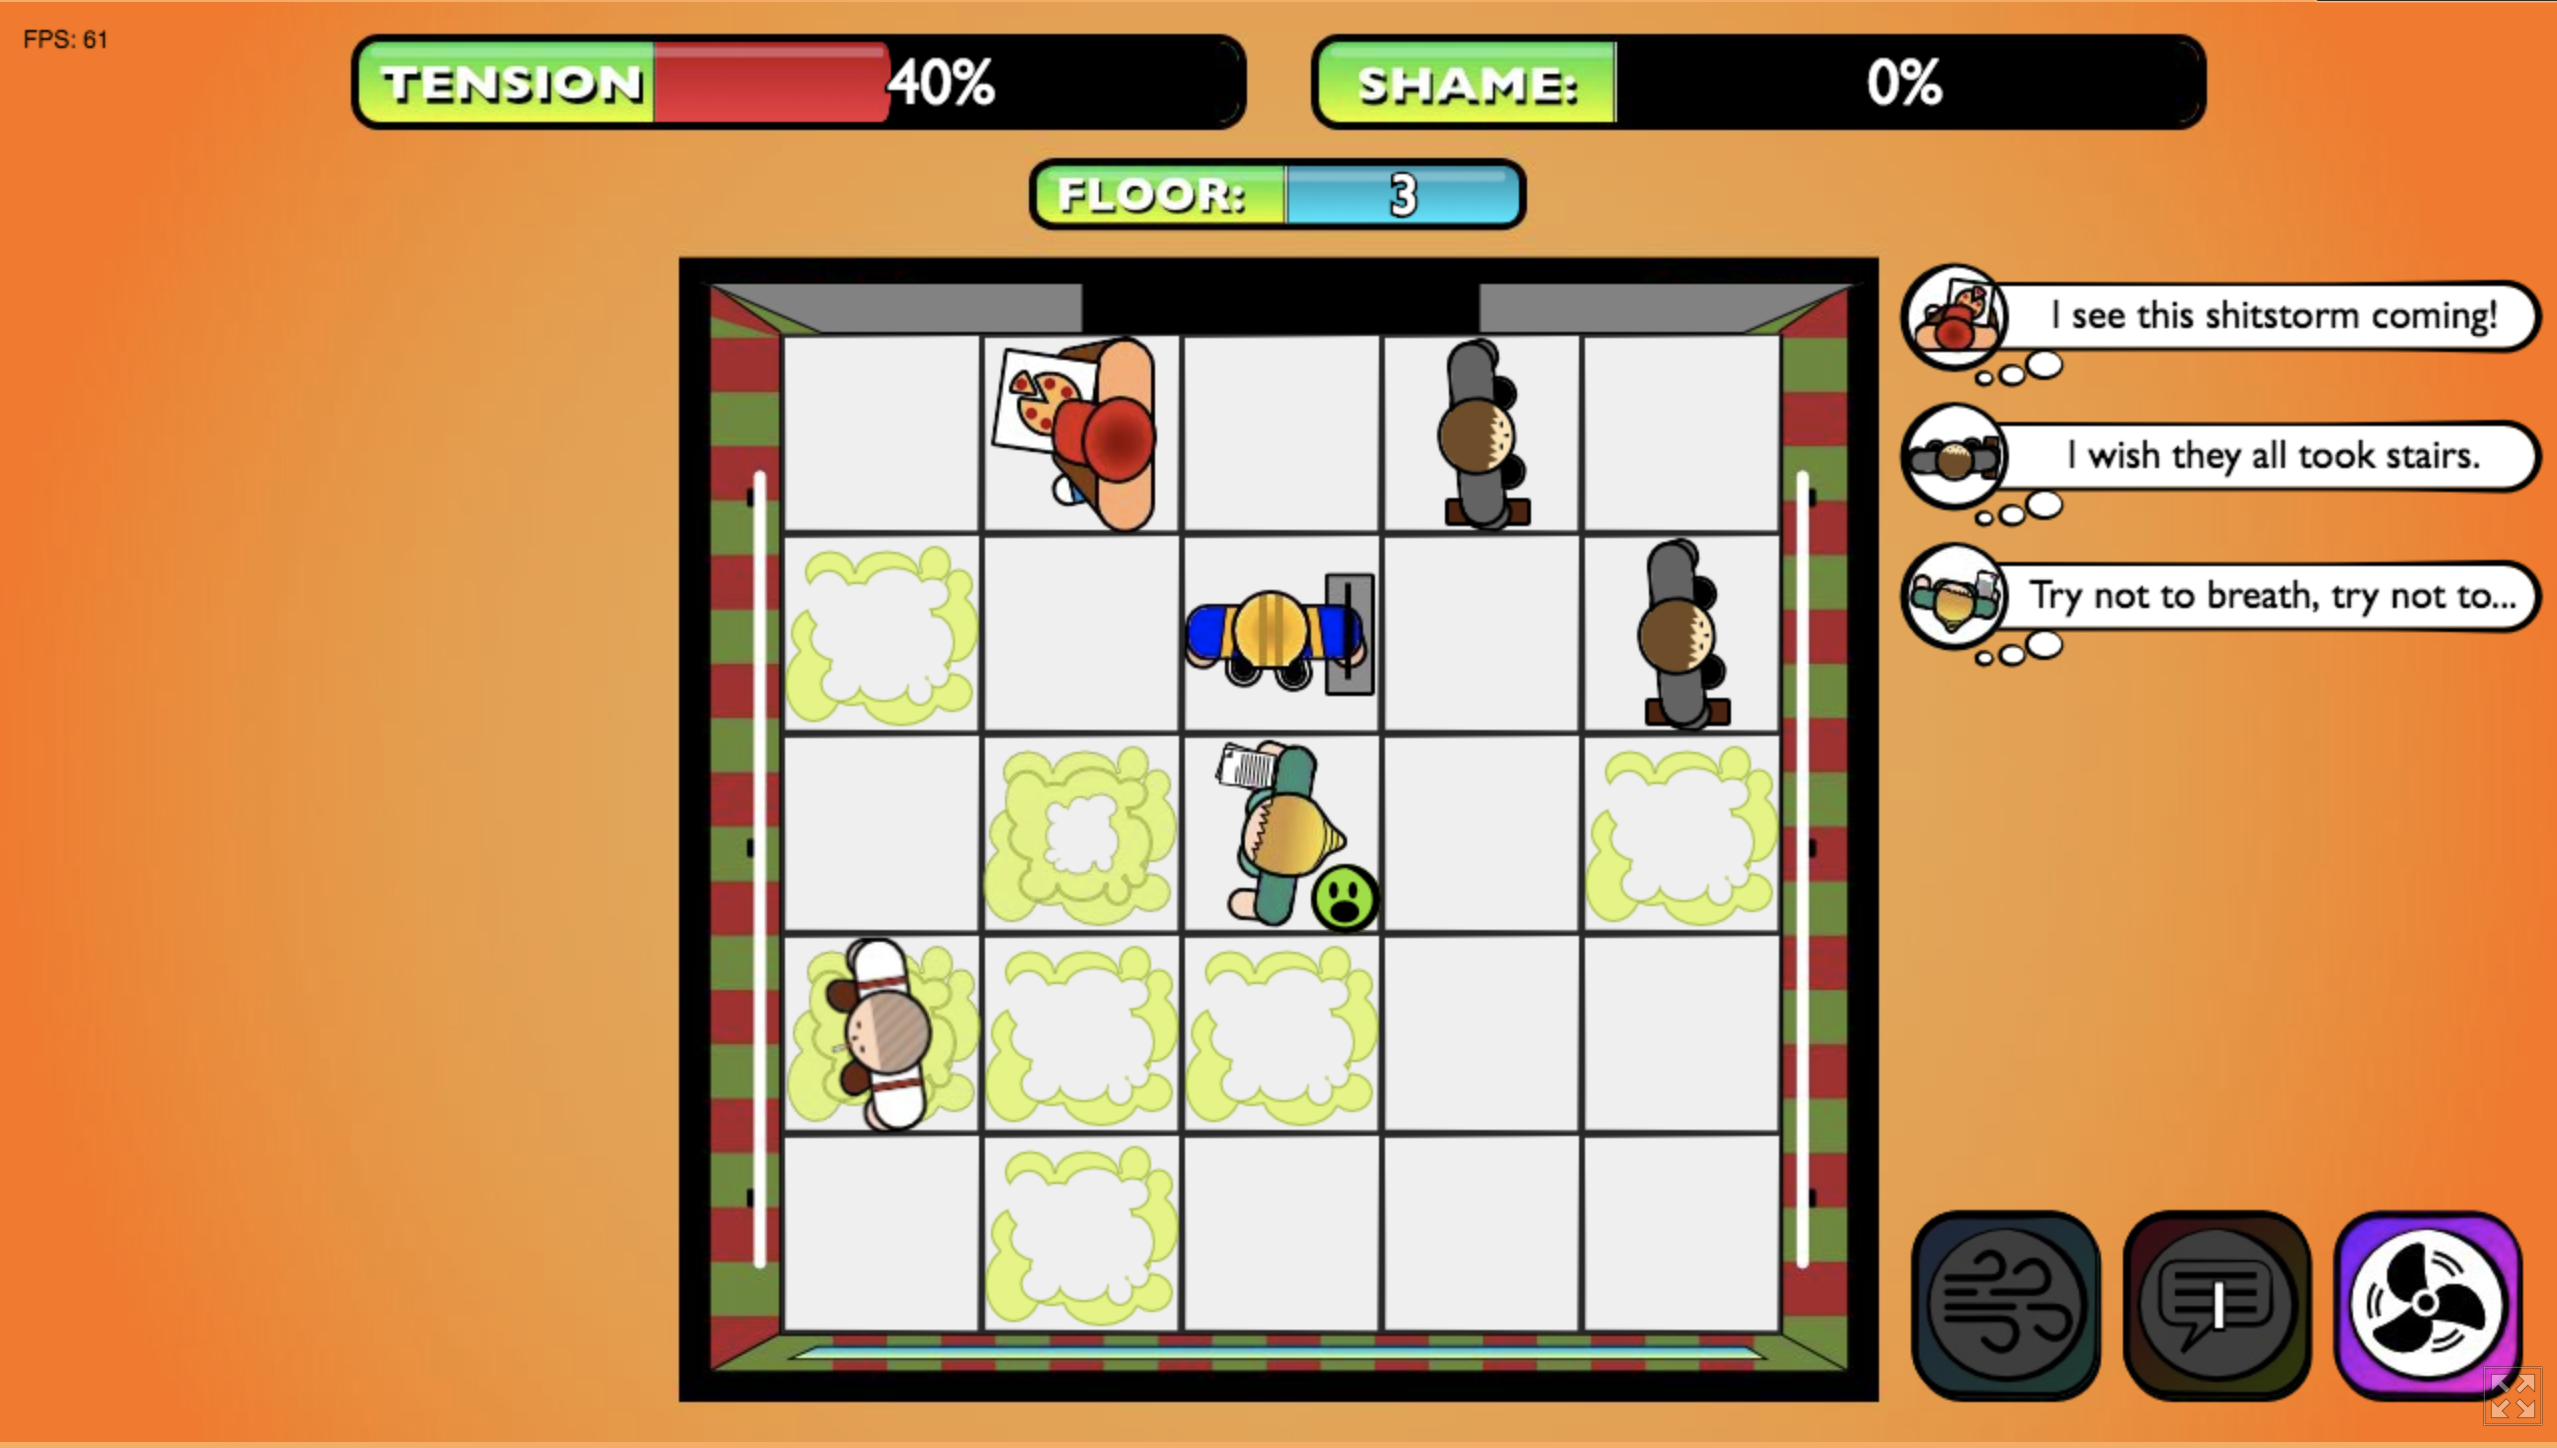 FPS: 61
TENSION 40%
SHAME: 0%
FLOOR: 3
I see this shitstorm coming!
I wish they all took stairs.
Try not to breath, try not to...
1